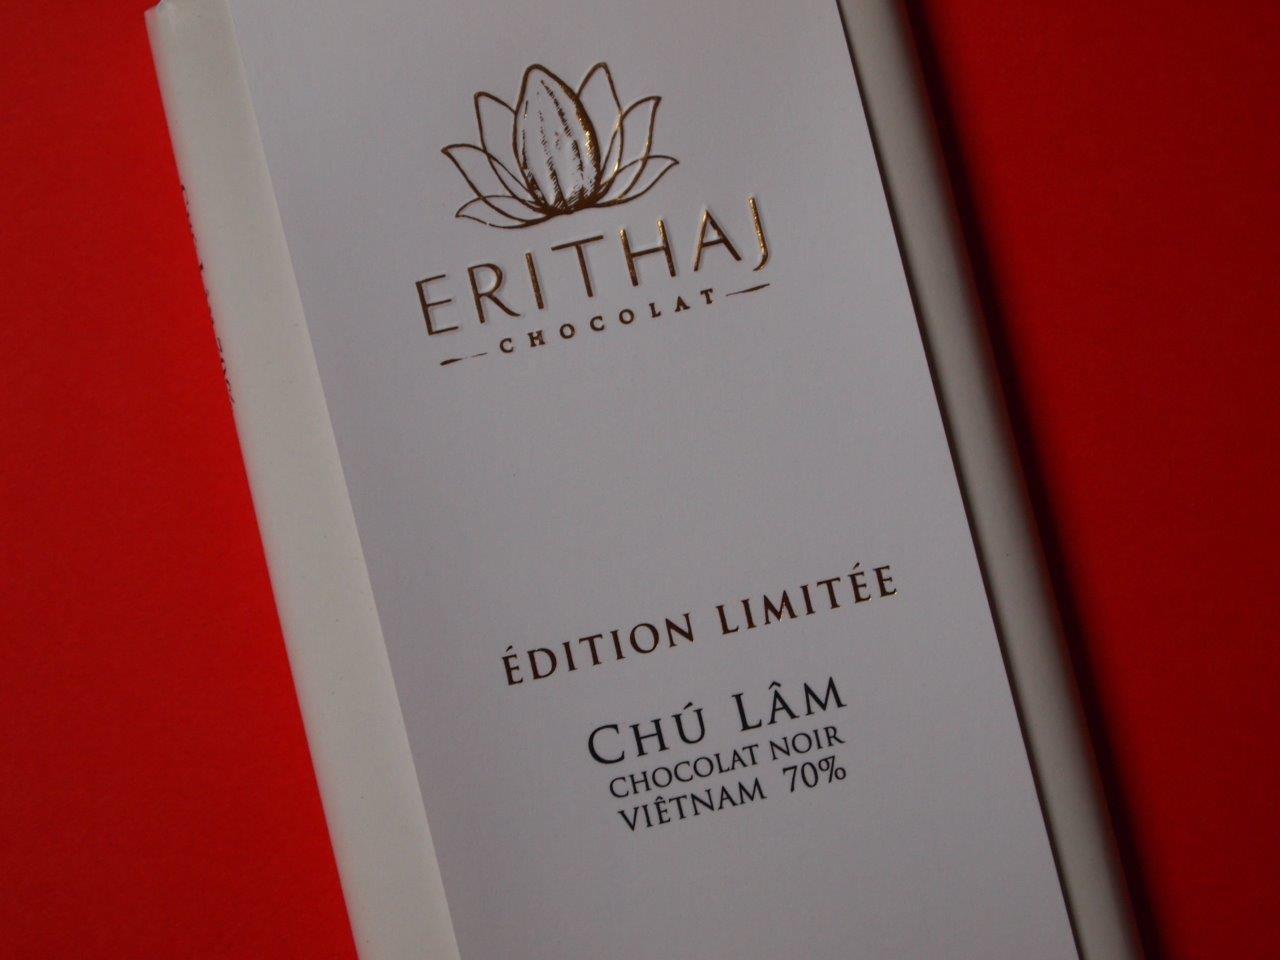 ERITHAJ
CHOCOLAT
ÉDITION LIMITÉE
CHÚ LÂM
CHOCOLAT NOIR
VIÊTNAM 70%